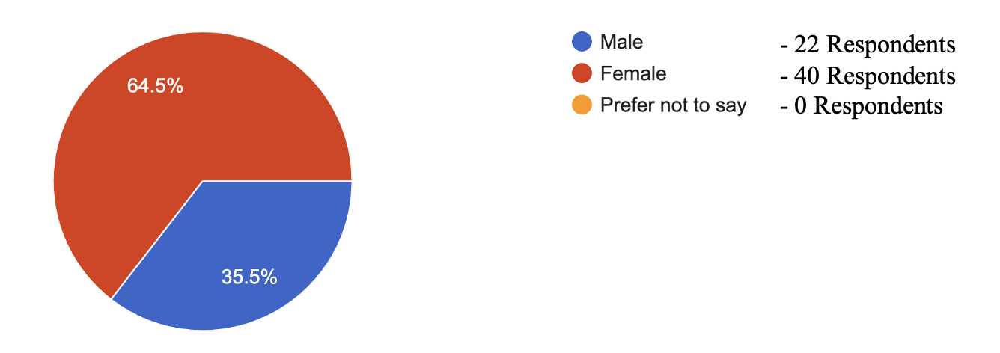 64.5%
35.5%
Male - 22 Respondents
Female - 40 Respondents
Prefer not to say - 0 Respondents